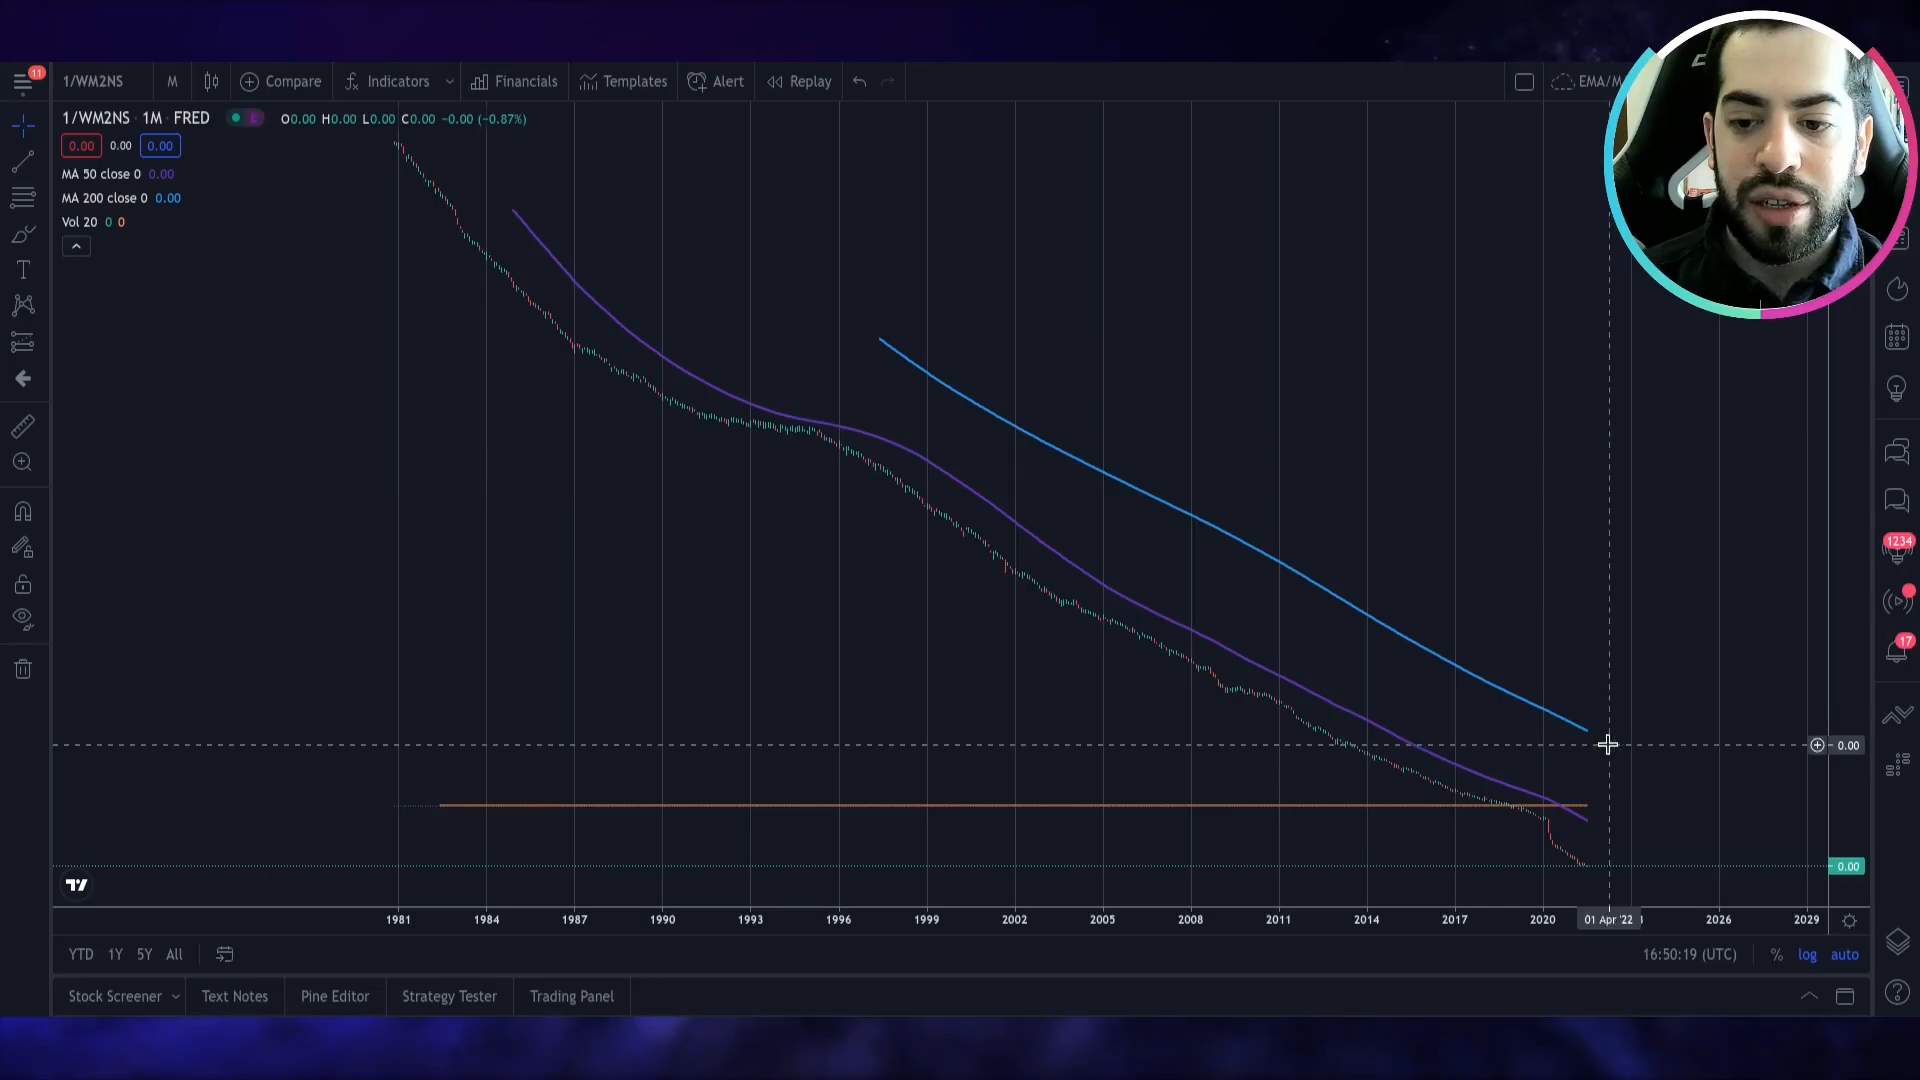 11
1/WM2NS M Compare Indicators Financials Templates Alert Replay EMA/M
1/WM2NS · 1M · FRED E O0.00 H0.00 L0.00 C0.00 −0.00 (−0.87%)
0.00 0.00 0.00
MA 50 close 0 0.00
MA 200 close 0 0.00
Vol 20 0 0
1234
17
0.00
0.00
1981 1984 1987 1990 1993 1996 1999 2002 2005 2008 2011 2014 2017 2020 01 Apr '22 2026 2029
YTD 1Y 5Y All 16:50:19 (UTC) % log auto
Stock Screener Text Notes Pine Editor Strategy Tester Trading Panel